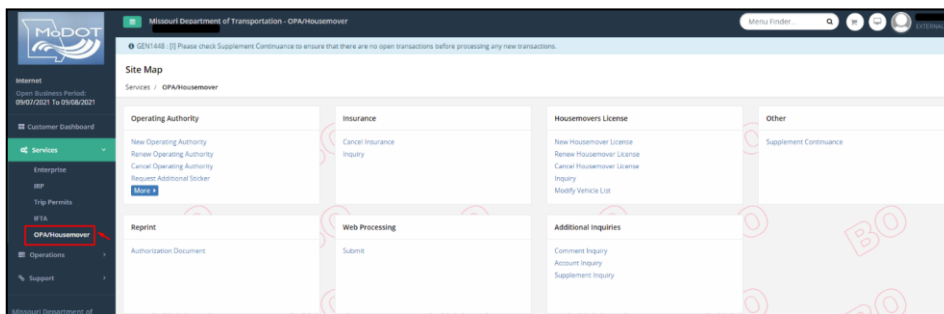 MoDOT
Internet
Open Business Period:
09/07/2021 To 09/08/2021
Customer Dashboard
Services
Enterprise
IRP
Trip Permits
IFTA
OPA/Housemover
Operations
Support
Missouri Department of
Missouri Department of Transportation - OPA/Housemover
Menu Finder...
GEN1448 : [I] Please check Supplement Continuance to ensure that there are no open transactions before processing any new transactions.
Site Map
Services / OPA/Housemover
Operating Authority
New Operating Authority
Renew Operating Authority
Cancel Operating Authority
Request Additional Sticker
More
Insurance
Cancel Insurance
Inquiry
Housemovers License
New Housemover License
Renew Housemover License
Cancel Housemover License
Inquiry
Modify Vehicle List
Other
Supplement Continuance
Reprint
Authorization Document
Web Processing
Submit
Additional Inquiries
Comment Inquiry
Account Inquiry
Supplement Inquiry
BO
BO